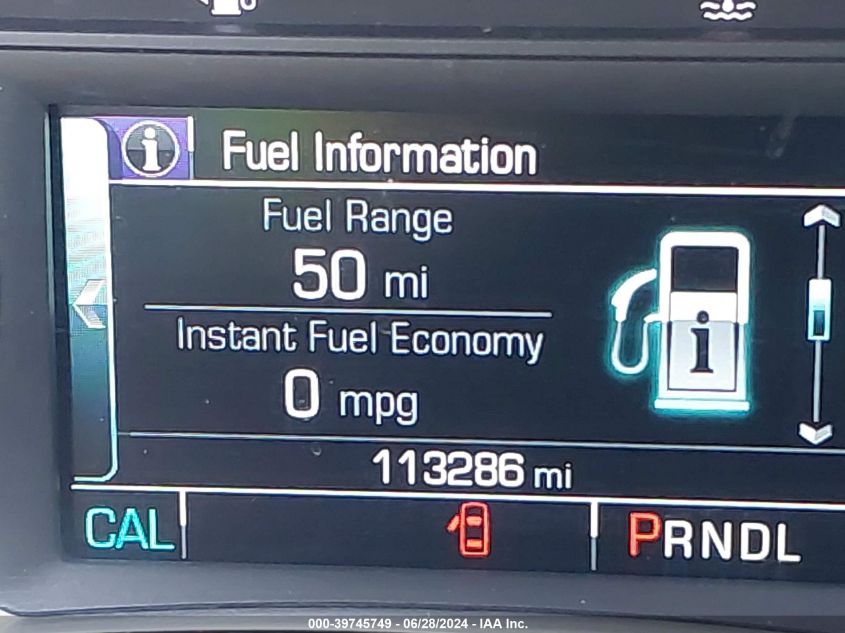 i Fuel Information
Fuel Range
50 mi
Instant Fuel Economy
0 mpg
i
113286 mi
CAL
PRNDL
000-39745749 - 06/28/2024 - IAA Inc.